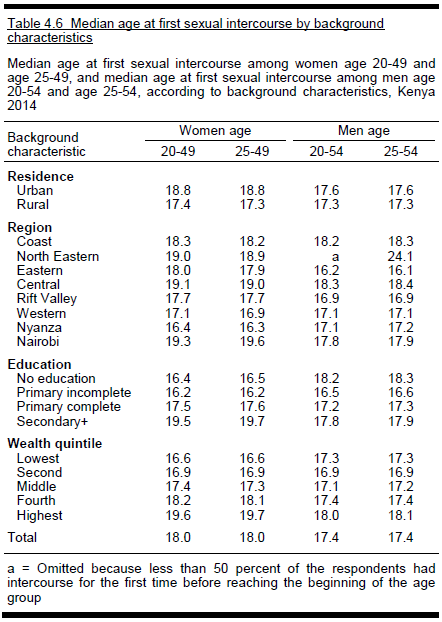 Table 4.6 Median age at first sexual intercourse by background
characteristics
Median age at first sexual intercourse among women age 20-49 and
age 25-49, and median age at first sexual intercourse among men age
20-54 and age 25-54, according to background characteristics, Kenya
2014
Background Women age Men age
characteristic 20-49 25-49 20-54 25-54
Residence
Urban 18.8 18.8 17.6 17.6
Rural 17.4 17.3 17.3 17.3
Region
Coast 18.3 18.2 18.2 18.3
North Eastern 19.0 18.9 a 24.1
Eastern 18.0 17.9 16.2 16.1
Central 19.1 19.0 18.3 18.4
Rift Valley 17.7 17.7 16.9 16.9
Western 17.1 16.9 17.1 17.1
Nyanza 16.4 16.3 17.1 17.2
Nairobi 19.3 19.6 17.8 17.9
Education
No education 16.4 16.5 18.2 18.3
Primary incomplete 16.2 16.2 16.5 16.6
Primary complete 17.5 17.6 17.2 17.3
Secondary+ 19.5 19.7 17.8 17.9
Wealth quintile
Lowest 16.6 16.6 17.3 17.3
Second 16.9 16.9 16.9 16.9
Middle 17.4 17.3 17.1 17.2
Fourth 18.2 18.1 17.4 17.4
Highest 19.6 19.7 18.0 18.1
Total 18.0 18.0 17.4 17.4
a = Omitted because less than 50 percent of the respondents had
intercourse for the first time before reaching the beginning of the age
group